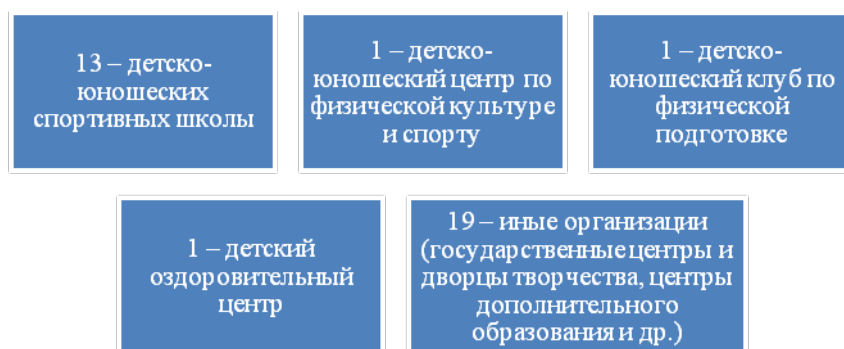 13 – детско-
юношеских
спортивных школы
1 – детско-
юношеский центр по
физической культуре
и спорту
1 – детско-
юношеский клуб по
физической
подготовке
1 – детский
оздоровительный
центр
19 – иные организации
(государственные центры и
дворцы творчества, центры
дополнительного
образования и др.)